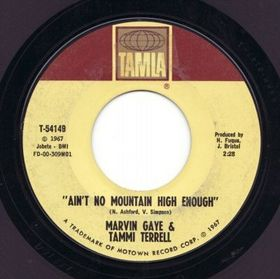 TAMLA
T-54149
℗ 1967
Jobete - BMI
FD-00-309M01
Produced by
H. Fuqua,
J. Bristol
2:28
"AIN'T NO MOUNTAIN HIGH ENOUGH"
(N. Ashford, V. Simpson)
MARVIN GAYE &
TAMMI TERRELL
A TRADEMARK OF MOTOWN RECORD CORP. ℗ 1967